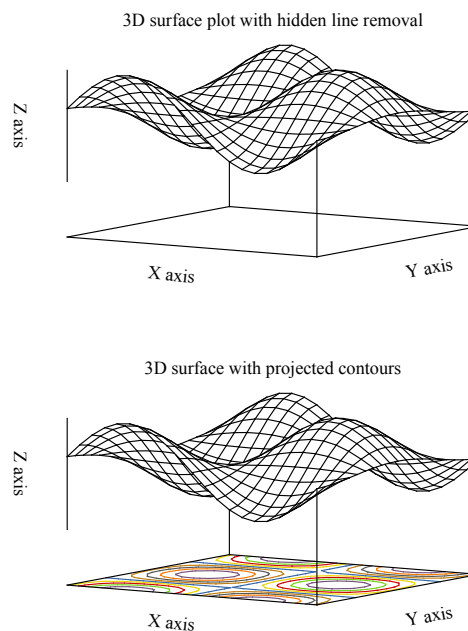 3D surface plot with hidden line removal
Z axis
X axis
Y axis
3D surface with projected contours
Z axis
X axis
Y axis